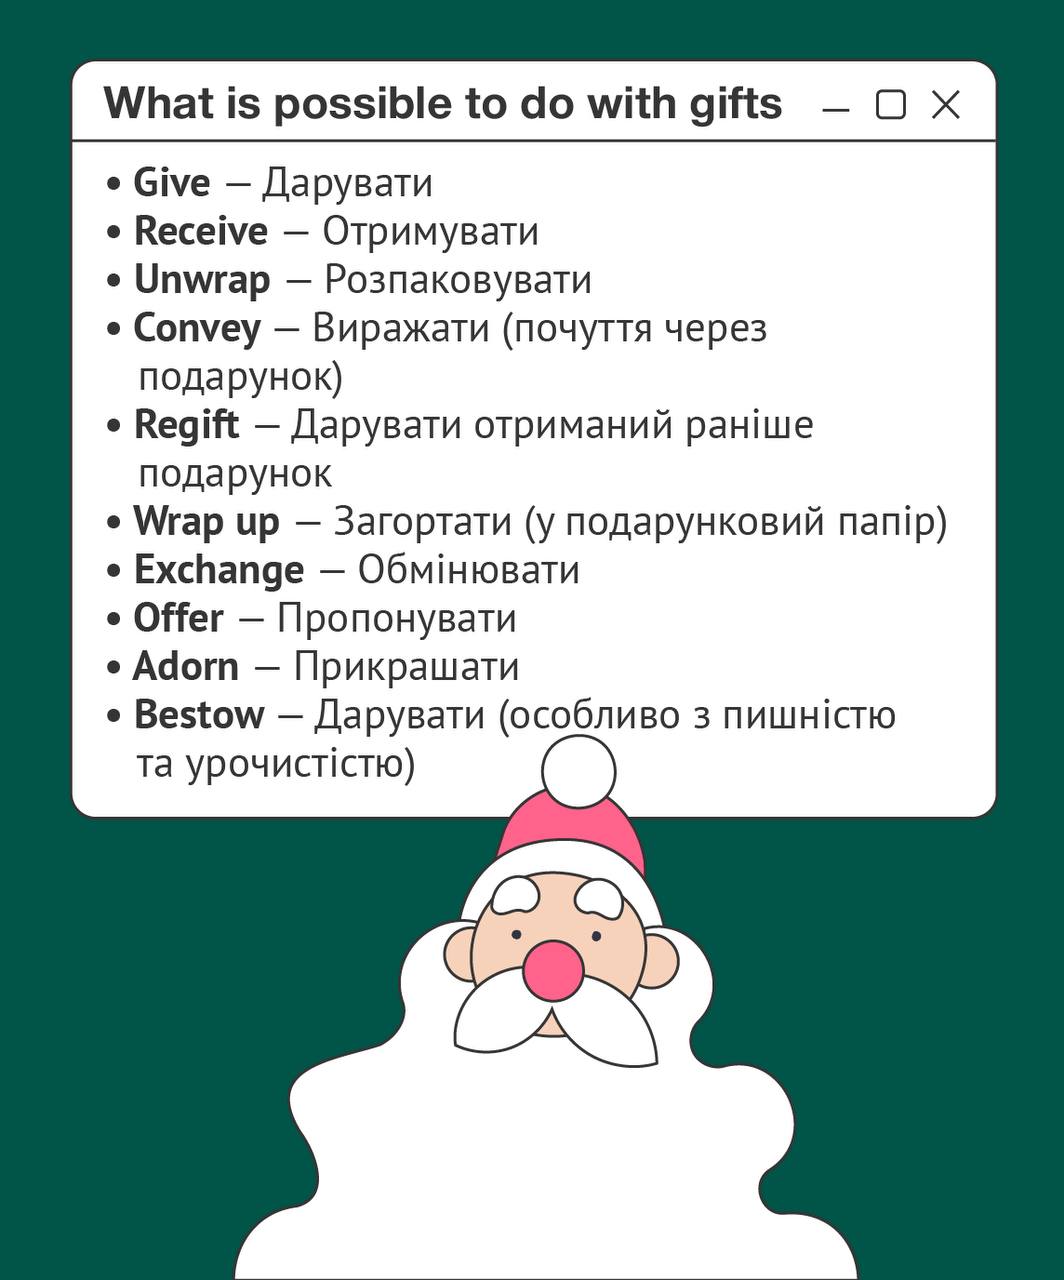 What is possible to do with gifts
• Give — Дарувати
• Receive — Отримувати
• Unwrap — Розпаковувати
• Convey — Виражати (почуття через
подарунок)
• Regift — Дарувати отриманий раніше
подарунок
• Wrap up — Загортати (у подарунковий папір)
• Exchange — Обмінювати
• Offer — Пропонувати
• Adorn — Прикрашати
• Bestow — Дарувати (особливо з пишністю
та урочистістю)